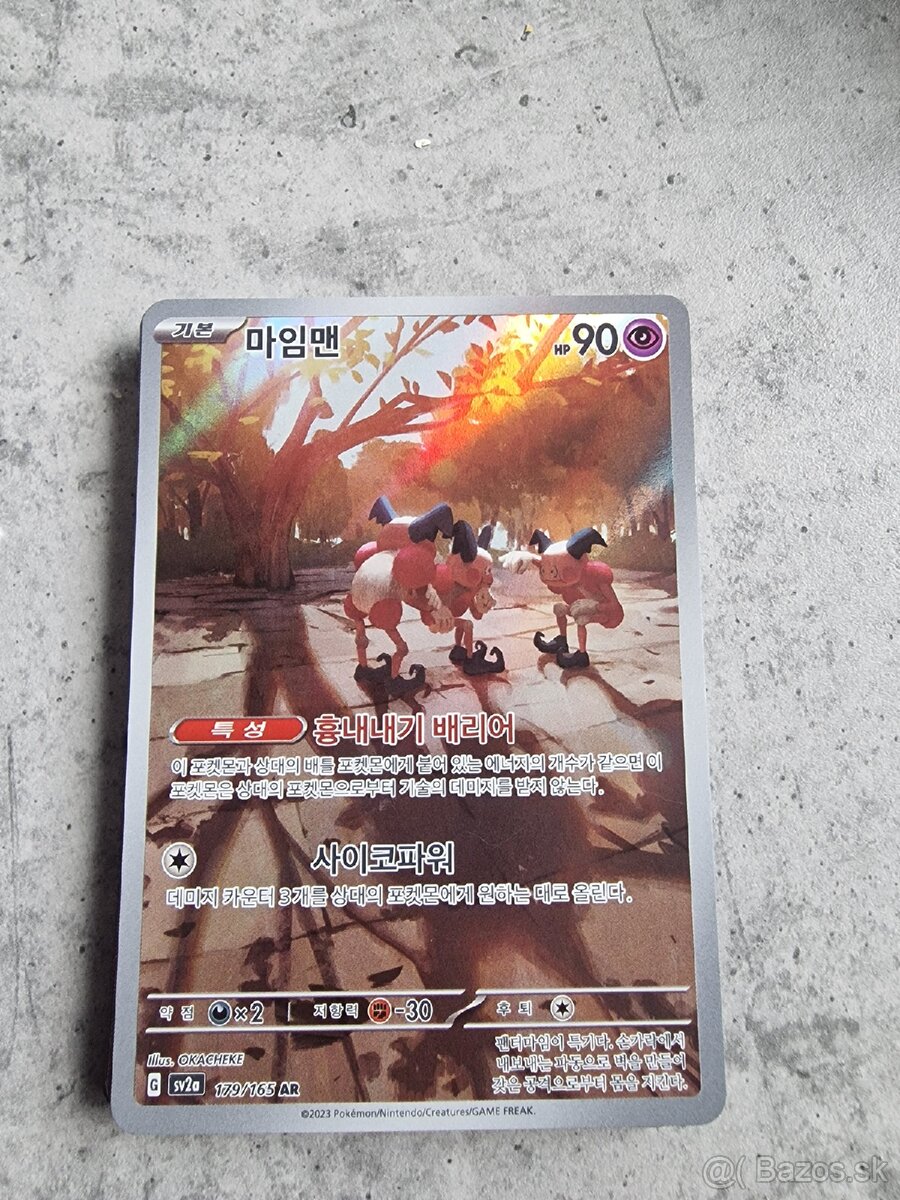 기본
마임맨
HP 90
특성 흉내내기 배리어
이 포켓몬과 상대의 배틀 포켓몬에게 붙어 있는 에너지의 개수가 같으면 이
포켓몬은 상대의 포켓몬으로부터 기술의 데미지를 받지 않는다.
사이코파워
데미지 카운터 3개를 상대의 포켓몬에게 원하는 대로 올린다.
약점 ×2 저항력 -30 후퇴
판터마임이 특기다. 손가락에서
내보내는 파동으로 벽을 만들어
갖은 공격으로부터 몸을 지킨다.
Illus. OKACHEKE
G sv2a 179/165 AR
©2023 Pokémon/Nintendo/Creatures/GAME FREAK.
@( Bazos.sk